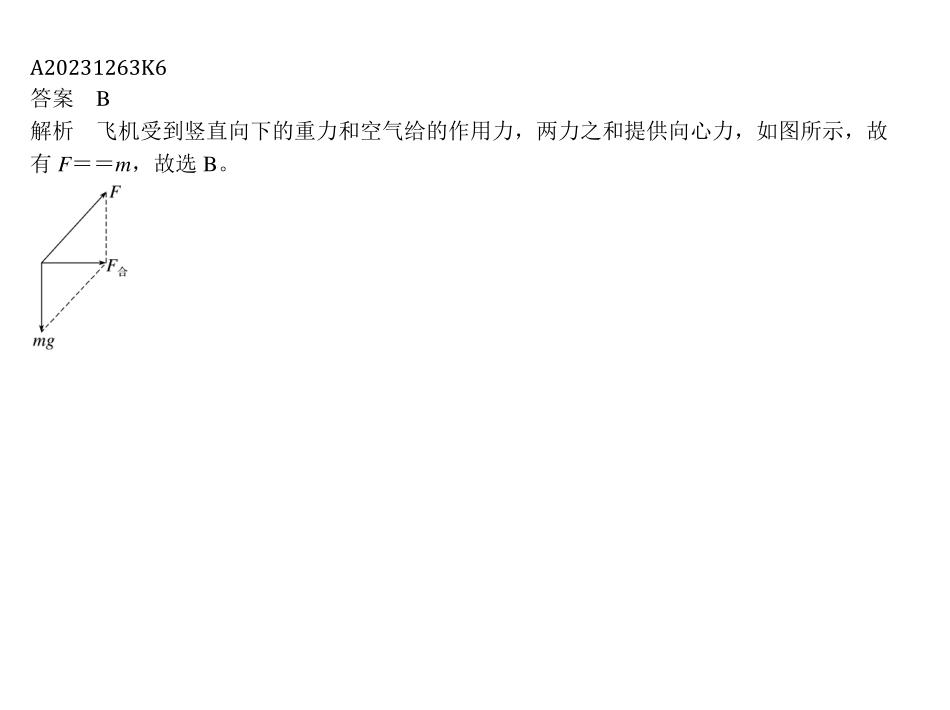 A20231263K6
答案 B
解析 飞机受到竖直向下的重力和空气给的作用力，两力之和提供向心力，如图所示，故
有 F＝＝m，故选 B。
F
F合
mg